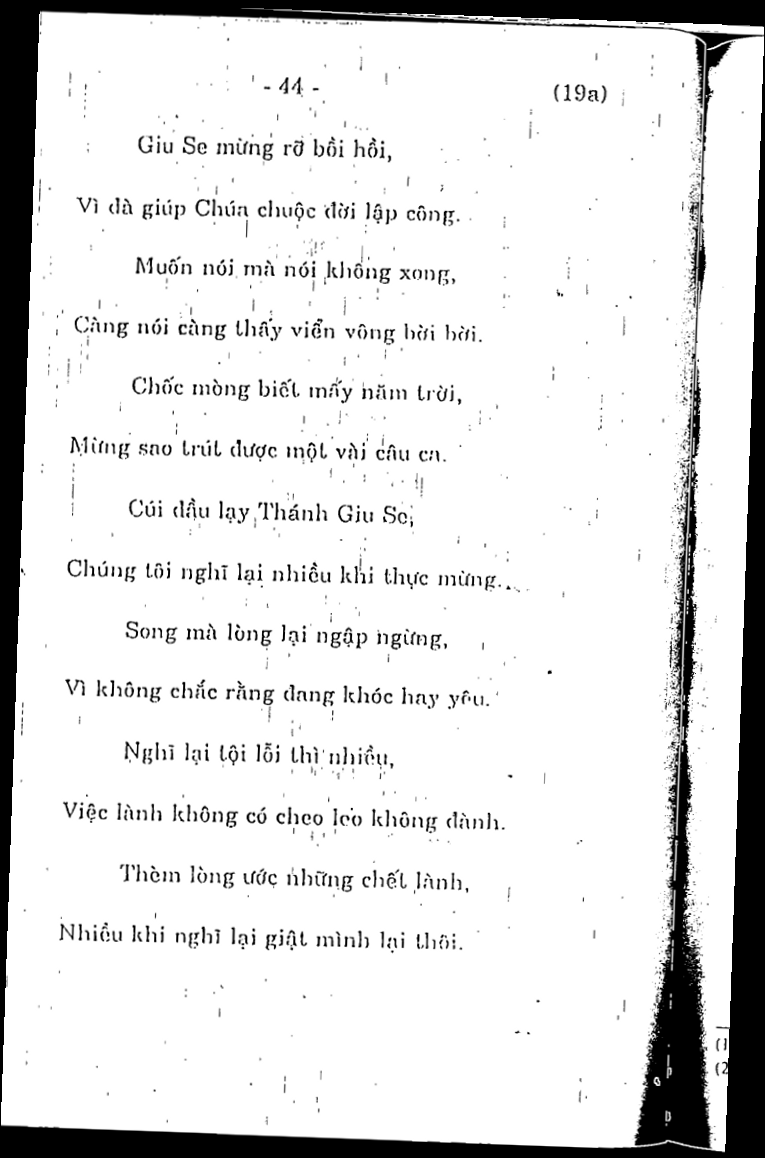 - 44 -
(19a)
Giu Se mừng rỡ bồi hồi,
Vì đà giúp Chúa chuộc đời lập công.
Muốn nói mà nói không xong,
Càng nói càng thấy viển vông bời bời.
Chốc mòng biết mấy năm trời,
Mừng sao trút được một vài câu ca.
Cúi đầu lạy Thánh Giu Se,
Chúng tôi nghĩ lại nhiều khi thực mừng...
Song mà lòng lại ngập ngừng,
Vì không chắc rằng đang khóc hay yêu.
Nghĩ lại tội lỗi thì nhiều,
Việc lành không có cheo leo không đành.
Thèm lòng ước những chết lành,
Nhiều khi nghĩ lại giật mình lại thôi.
(1
(2